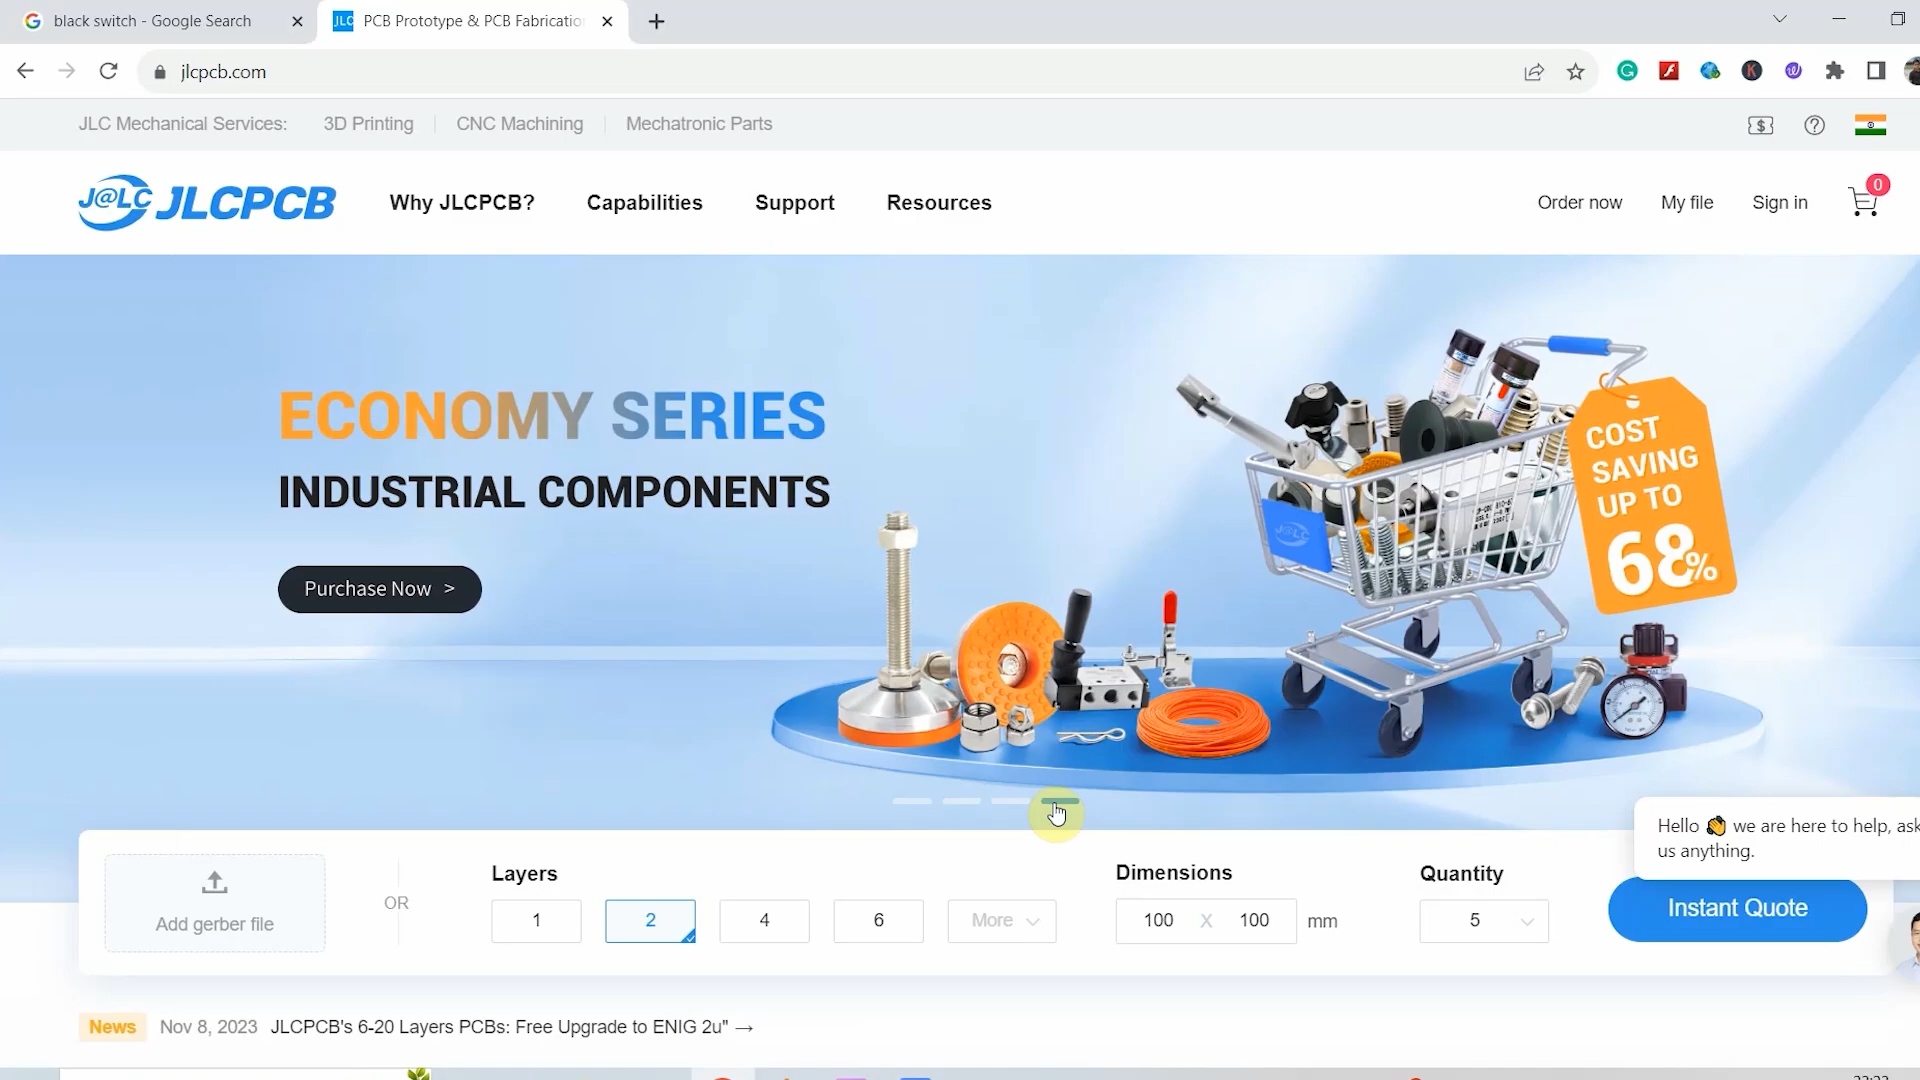 black switch - Google Search
JLC PCB Prototype & PCB Fabricatio
jlcpcb.com
JLC Mechanical Services: 3D Printing CNC Machining Mechatronic Parts
J@LC JLCPCB
Why JLCPCB? Capabilities Support Resources
Order now My file Sign in 0
ECONOMY SERIES
INDUSTRIAL COMPONENTS
Purchase Now >
COST
SAVING
UP TO
68%
J@LC
Hello 👏 we are here to help, ask
us anything.
Layers Dimensions Quantity
Add gerber file
OR
1 2 4 6 More
100 X 100 mm
5
Instant Quote
News Nov 8, 2023 JLCPCB's 6-20 Layers PCBs: Free Upgrade to ENIG 2u" →